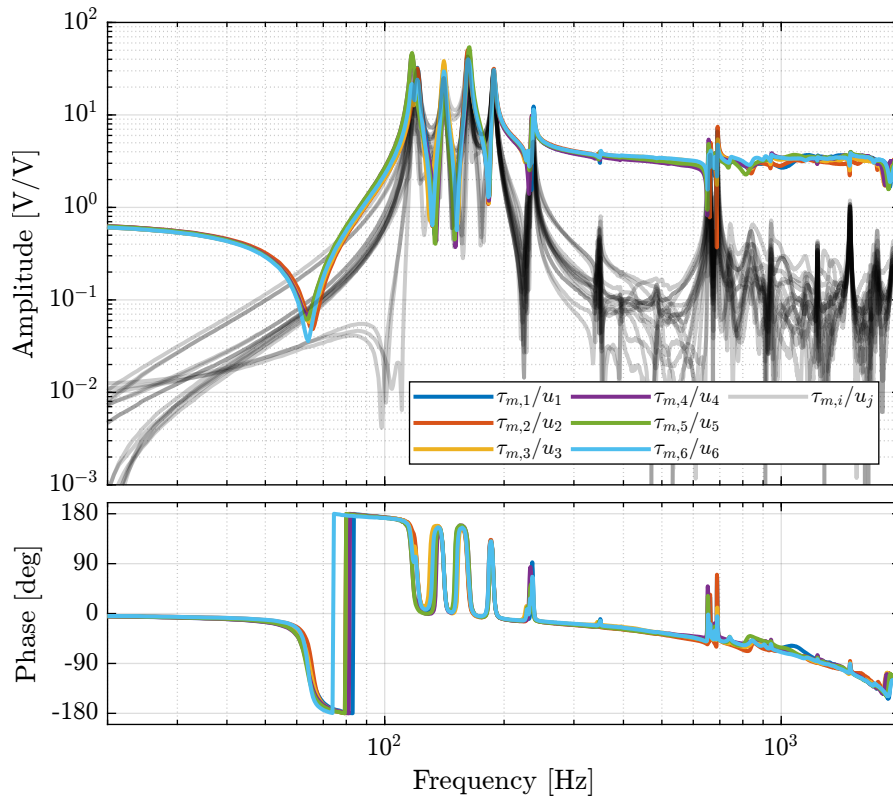 Amplitude [V/V]
10^2
10^1
10^0
10^-1
10^-2
10^-3
τ_{m,1}/u_1 τ_{m,4}/u_4 τ_{m,i}/u_j
τ_{m,2}/u_2 τ_{m,5}/u_5
τ_{m,3}/u_3 τ_{m,6}/u_6
Phase [deg]
180
90
0
-90
-180
10^2 10^3
Frequency [Hz]